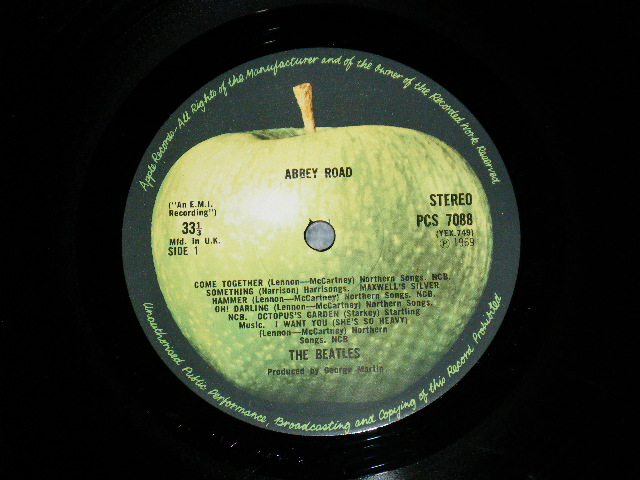 Apple Records-All Rights of the Manufacturer and of the Owner of the Recorded Work Reserved
ABBEY ROAD
("An E.M.I.
Recording")
33⅓
Mfd. In U.K.
SIDE 1
STEREO
PCS 7088
(YEX.749)
℗ 1969
COME TOGETHER (Lennon—McCartney) Northern Songs. NCB.
SOMETHING (Harrison) Harrisongs. MAXWELL'S SILVER
HAMMER (Lennon—McCartney) Northern Songs. NCB.
OH! DARLING (Lennon—McCartney) Northern Songs.
NCB. OCTOPUS'S GARDEN (Starkey) Startling
Music. I WANT YOU (SHE'S SO HEAVY)
(Lennon—McCartney) Northern
Songs. NCB
THE BEATLES
Produced by George Martin
Unauthorised Public Performance, Broadcasting and Copying of this Record Prohibited